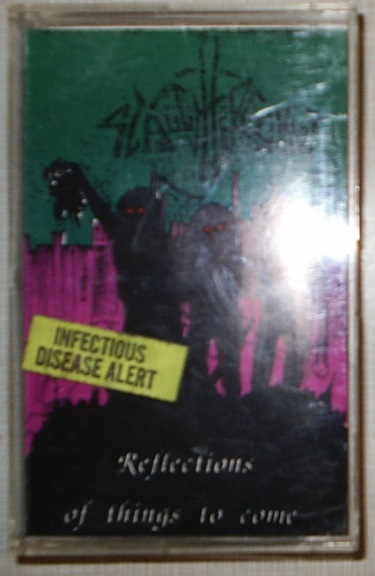 INFECTIOUS
DISEASE ALERT
Reflections
of things to come